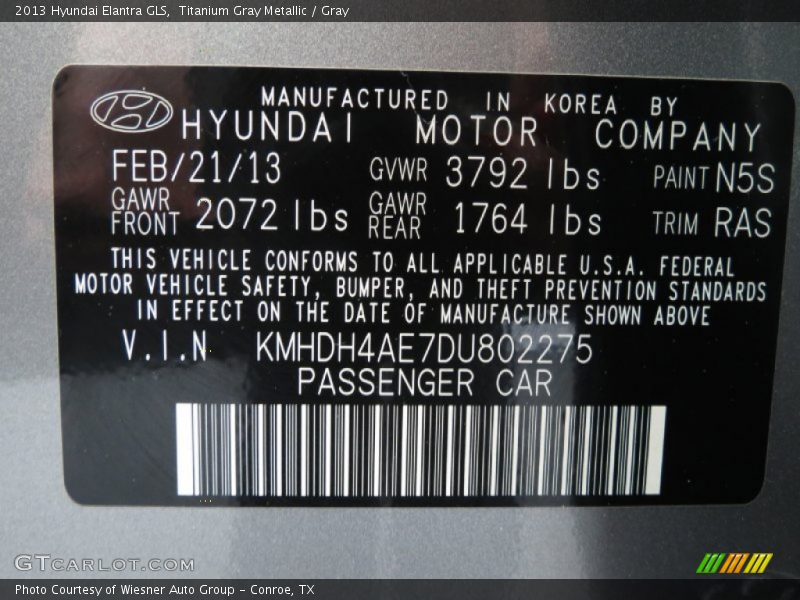 2013 Hyundai Elantra GLS, Titanium Gray Metallic / Gray
MANUFACTURED IN KOREA BY
HYUNDAI MOTOR COMPANY
FEB/21/13 GVWR 3792 lbs PAINT N5S
GAWR FRONT 2072 lbs GAWR REAR 1764 lbs TRIM RAS
THIS VEHICLE CONFORMS TO ALL APPLICABLE U.S.A. FEDERAL
MOTOR VEHICLE SAFETY, BUMPER, AND THEFT PREVENTION STANDARDS
IN EFFECT ON THE DATE OF MANUFACTURE SHOWN ABOVE
V.I.N KMHDH4AE7DU802275
PASSENGER CAR
GTCARLOT.COM
Photo Courtesy of Wiesner Auto Group - Conroe, TX